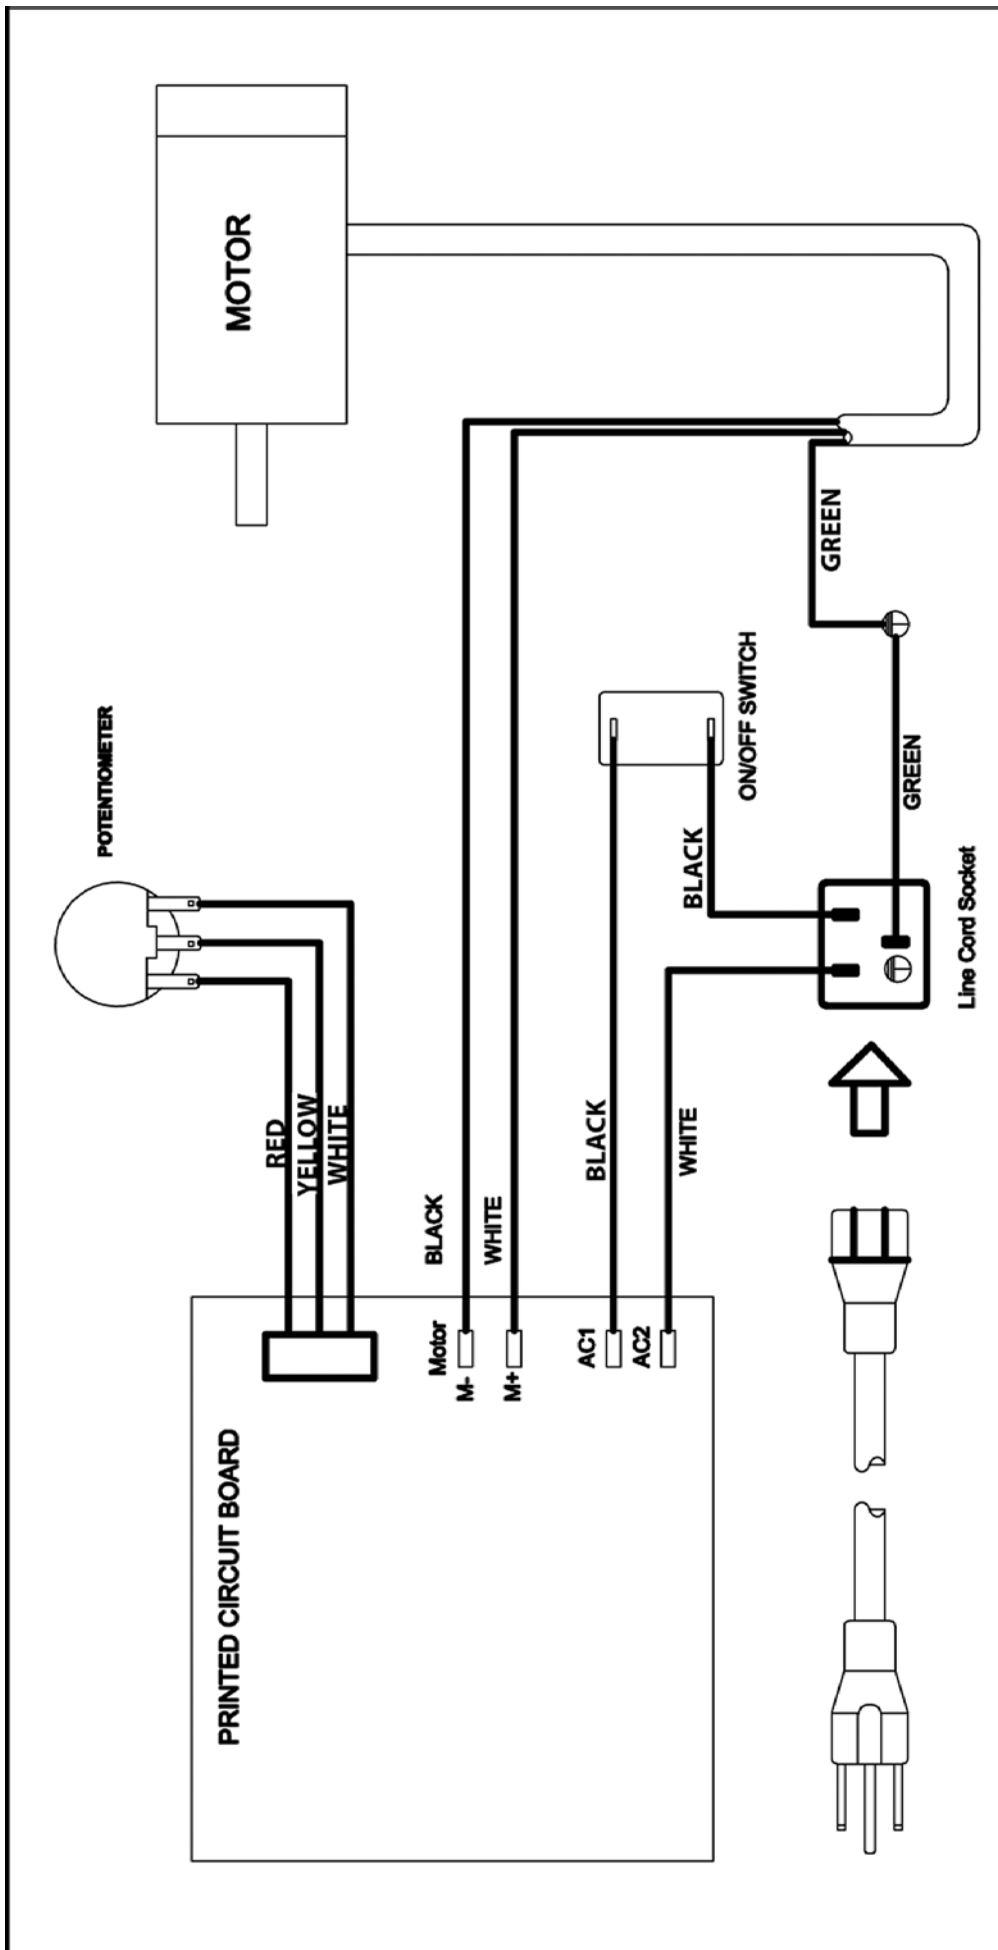 PRINTED CIRCUIT BOARD
RED
YELLOW
WHITE
POTENTIOMETER
MOTOR
Motor
M-
BLACK
M+
WHITE
AC1
BLACK
AC2
WHITE
BLACK
ON/OFF SWITCH
GREEN
GREEN
Line Cord Socket